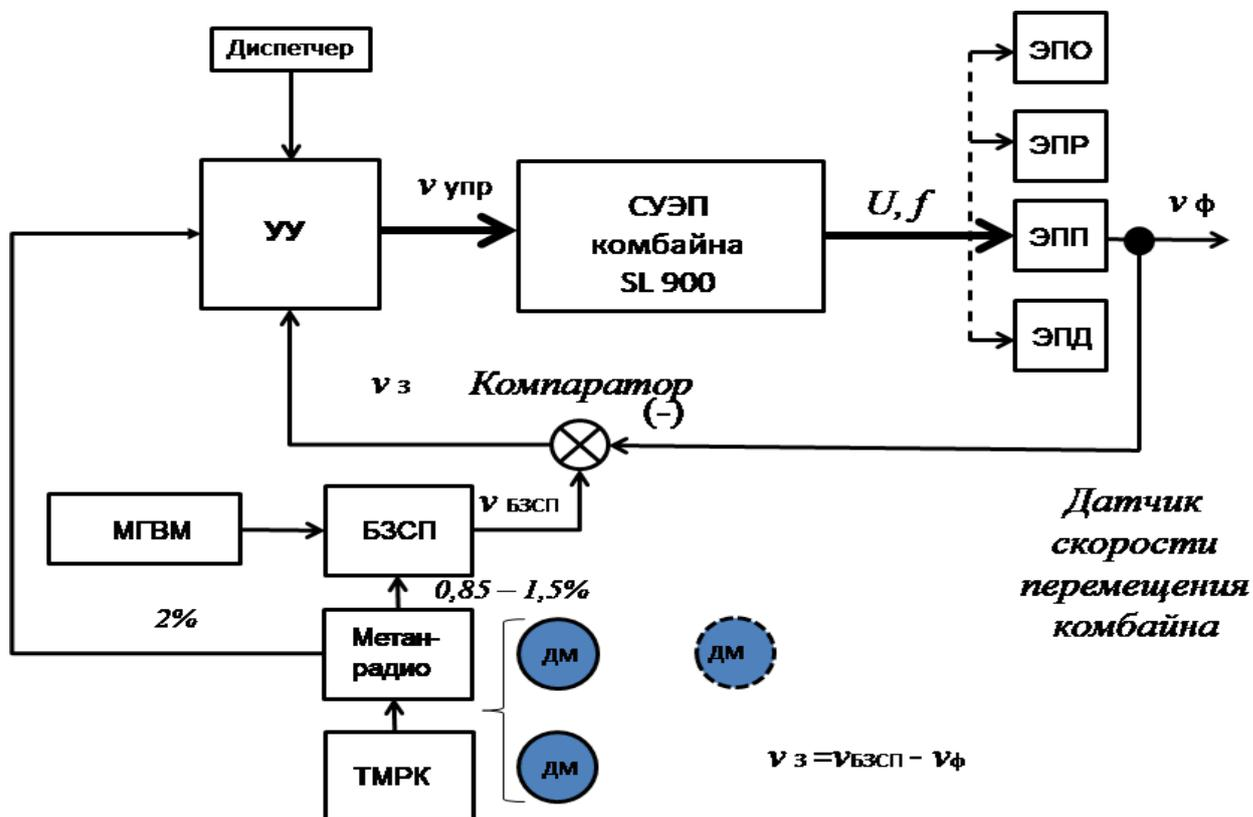 Диспетчер
ЭПО
ЭПР
v упр
U, f
v ф
УУ
СУЭП
комбайна
SL 900
ЭПП
ЭПД
v з
Компаратор
(-)
МГВМ
БЗСП
v БЗСП
Датчик
скорости
перемещения
комбайна
0,85 – 1,5%
2%
Метан-
радио
дм
дм
ТМРК
дм
v з =vБЗСП – vф